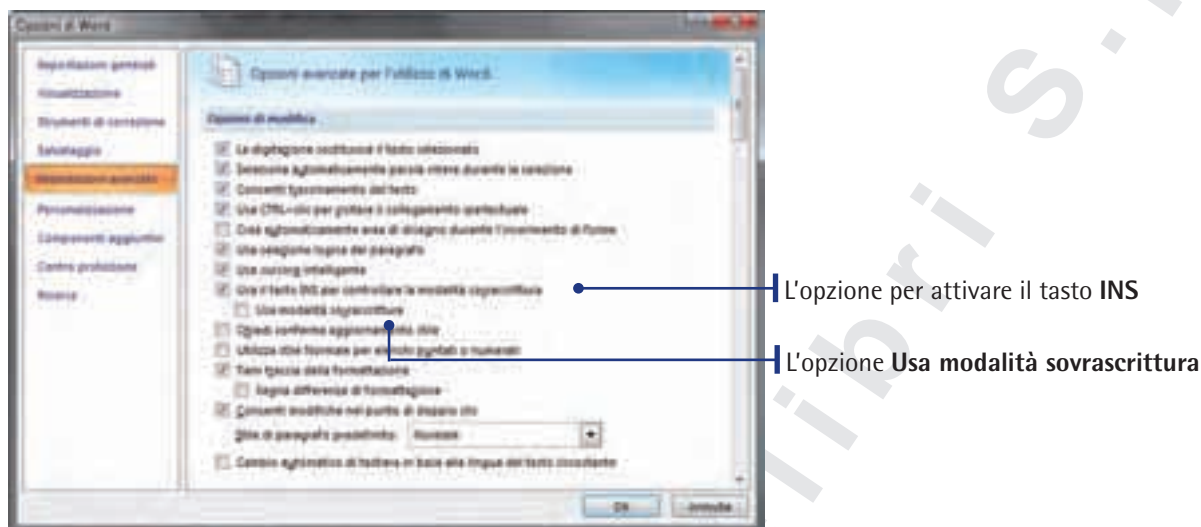 Opzioni di Word
Impostazioni generali
Visualizzazione
Strumenti di correzione
Salvataggio
Impostazioni avanzate
Personalizzazione
Componenti aggiuntivi
Centro protezione
Risorse
Opzioni avanzate per l'utilizzo di Word.
Opzioni di modifica
La digitazione sostituisce il testo selezionato
Seleziona automaticamente parole intere durante la selezione
Consenti trascinamento del testo
Usa CTRL+clic per
collegamento ipertestuale
Crea automaticamente area di disegno durante l'inserimento di forme
Usa selezione
paragrafo
Usa cursore intelligente
Usa il tasto INS per controllare la modalità sovrascrittura
Usa modalità sovrascrittura
Chiedi conferma aggiornamento stile
Utilizza stile Normale per elenchi puntati o numerati
Tieni traccia della formattazione
Segna differenze di formattazione
Consenti modifiche nel punto di doppio clic
Stile di paragrafo predefinito: Normale
Cambio automatico di tastiera in base alla lingua del testo circostante
OK
Annulla
L'opzione per attivare il tasto INS
L'opzione Usa modalità sovrascrittura
libri S.